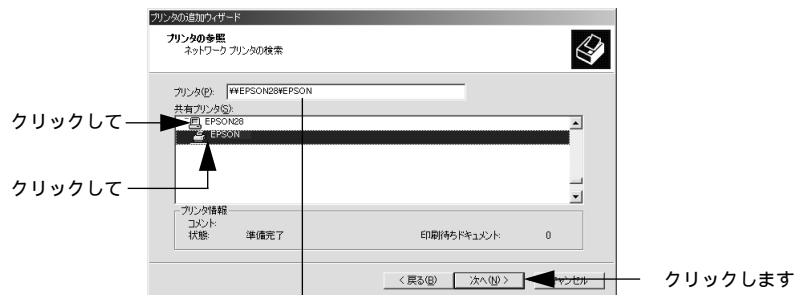 プリンタの追加ウィザード
プリンタの参照
ネットワーク プリンタの検索
プリンタ(P): ¥¥EPSON28¥EPSON
共有プリンタ(S):
クリックして
EPSON28
EPSON
クリックして
プリンタ情報
コメント:
状態: 準備完了 印刷待ちドキュメント: 0
< 戻る(B) 次へ(N) > キャンセル
クリックします